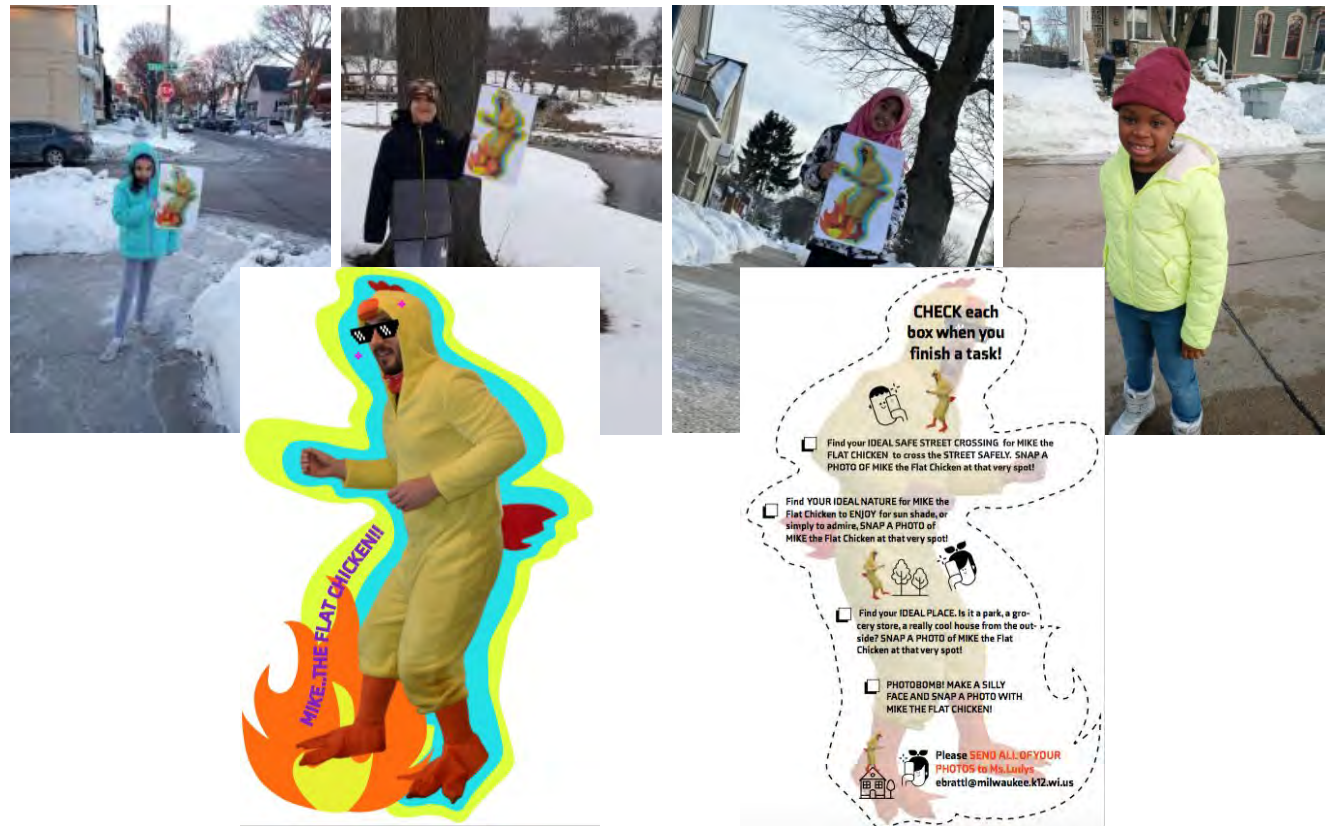 MIKE..THE FLAT CHICKEN!!
CHECK each
box when you
finish a task!
Find your IDEAL SAFE STREET CROSSING for MIKE the
FLAT CHICKEN to cross the STREET SAFELY. SNAP A
PHOTO OF MIKE the Flat Chicken at that very spot!
Find YOUR IDEAL NATURE for MIKE the
Flat Chicken to ENJOY for sun shade, or
simply to admire, SNAP A PHOTO of
MIKE the Flat Chicken at that very spot!
Find your IDEAL PLACE. Is it a park, a gro-
cery store, a really cool house from the out-
side? SNAP A PHOTO of MIKE the Flat
Chicken at that very spot!
PHOTOBOMB! MAKE A SILLY
FACE AND SNAP A PHOTO WITH
MIKE THE FLAT CHICKEN!
Please SEND ALL OF YOUR
PHOTOS to Ms.Ludys
ebrattl@milwaukee.k12.wi.us